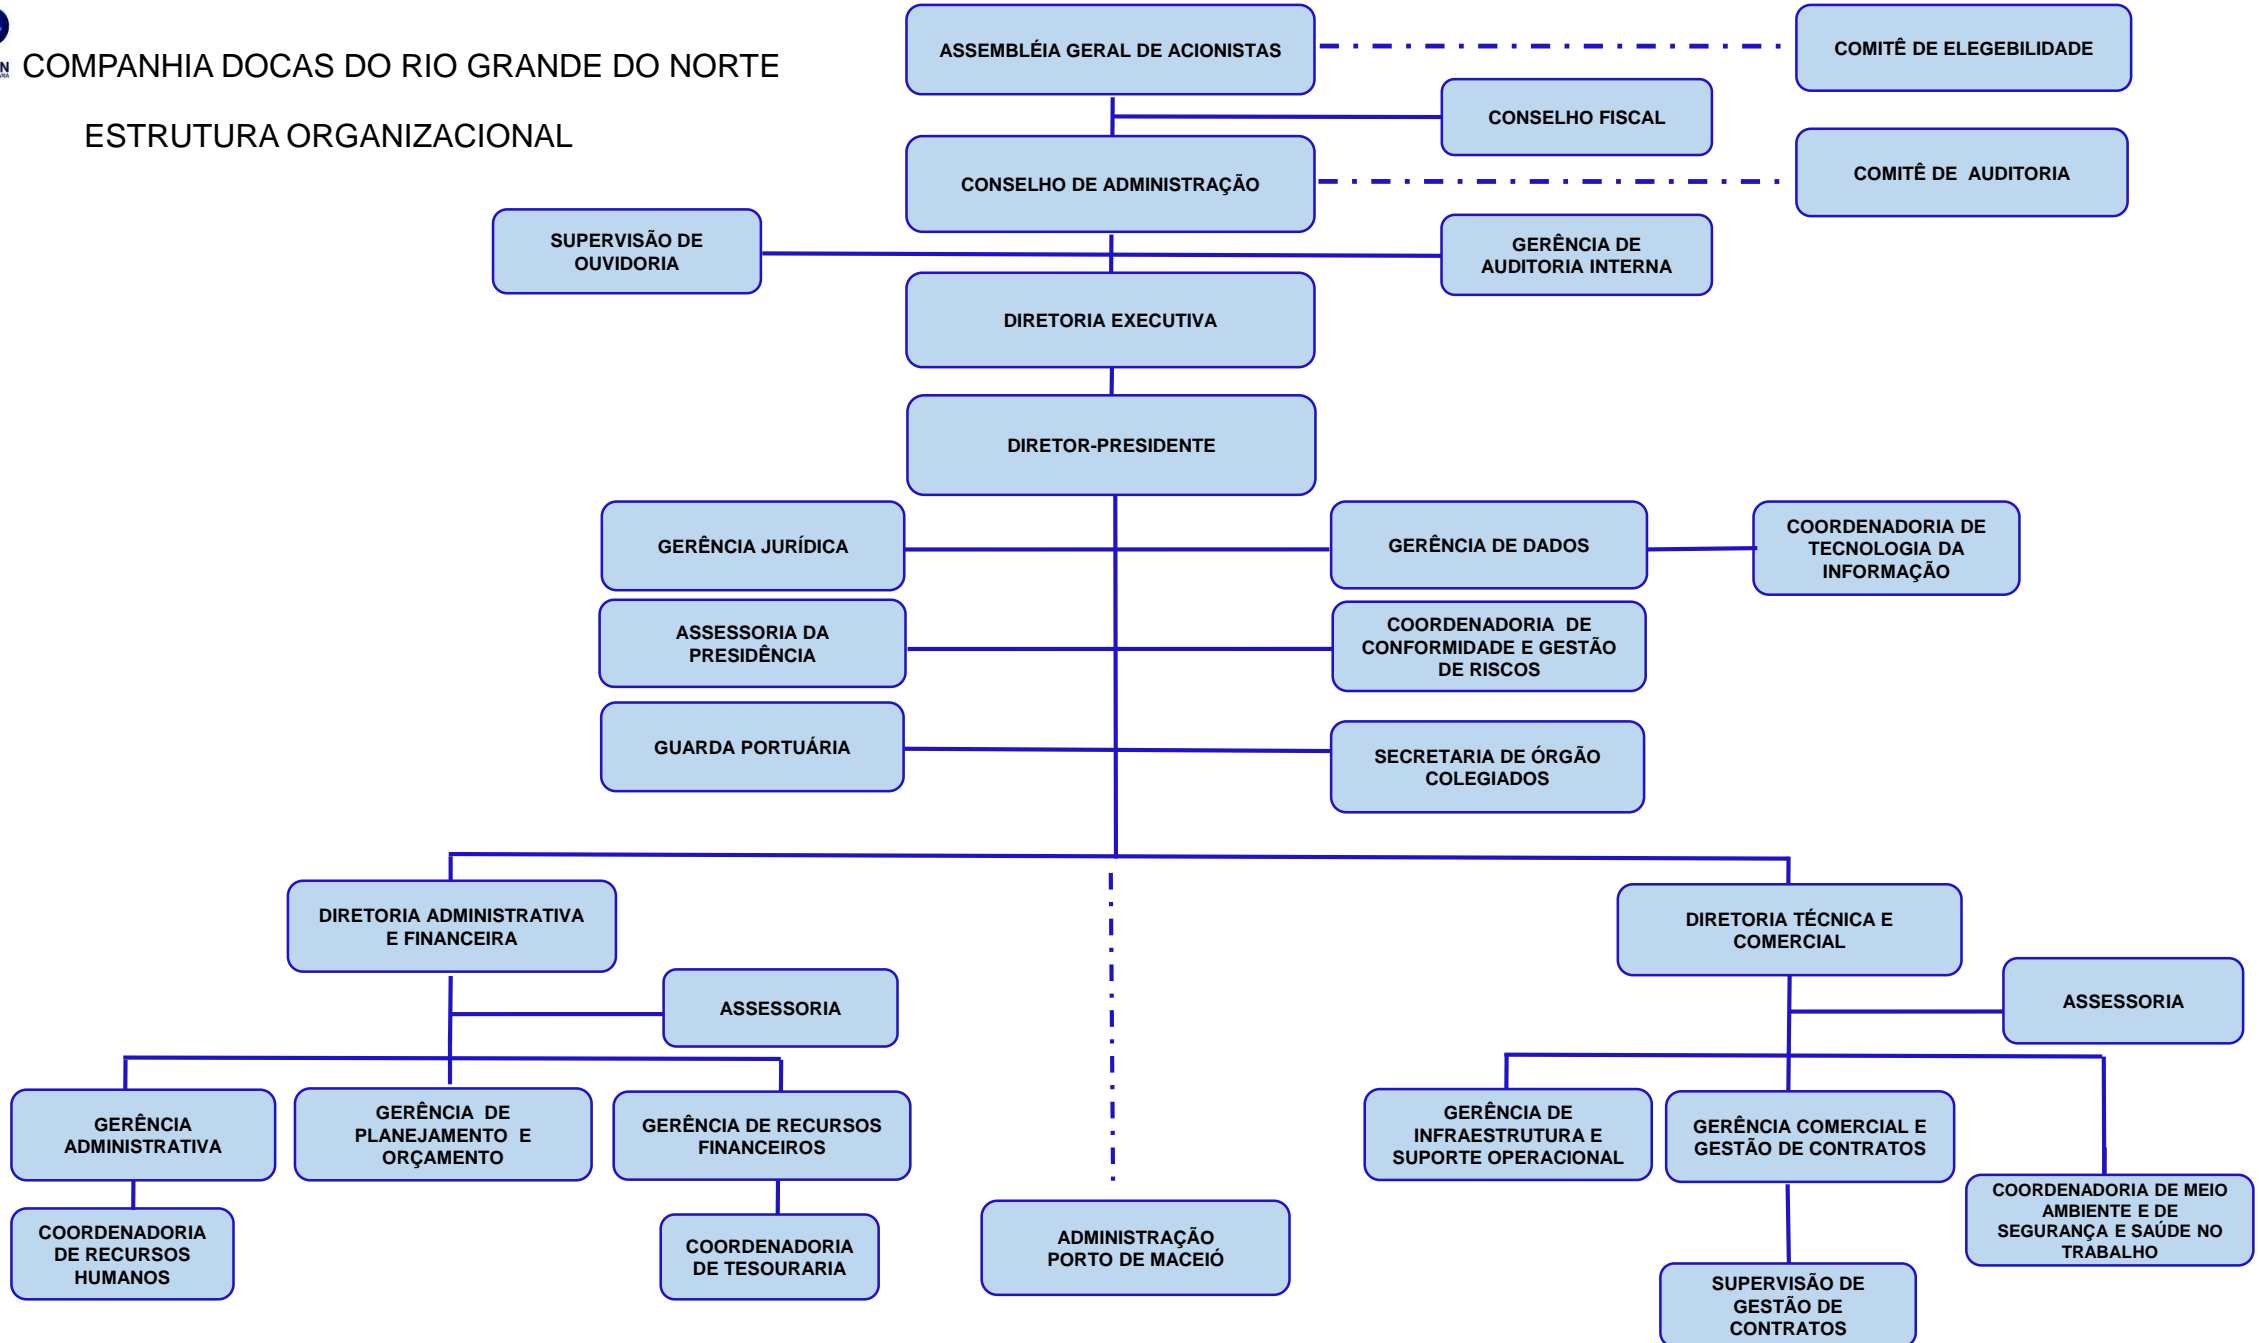 COMPANHIA DOCAS DO RIO GRANDE DO NORTE
ESTRUTURA ORGANIZACIONAL
ASSEMBLÉIA GERAL DE ACIONISTAS
COMITÊ DE ELEGEBILIDADE
CONSELHO FISCAL
CONSELHO DE ADMINISTRAÇÃO
COMITÊ DE AUDITORIA
SUPERVISÃO DE
OUVIDORIA
GERÊNCIA DE
AUDITORIA INTERNA
DIRETORIA EXECUTIVA
DIRETOR-PRESIDENTE
GERÊNCIA JURÍDICA
GERÊNCIA DE DADOS
COORDENADORIA DE
TECNOLOGIA DA
INFORMAÇÃO
ASSESSORIA DA
PRESIDÊNCIA
COORDENADORIA DE
CONFORMIDADE E GESTÃO
DE RISCOS
GUARDA PORTUÁRIA
SECRETARIA DE ÓRGÃO
COLEGIADOS
DIRETORIA ADMINISTRATIVA
E FINANCEIRA
DIRETORIA TÉCNICA E
COMERCIAL
ASSESSORIA
ASSESSORIA
GERÊNCIA
ADMINISTRATIVA
GERÊNCIA DE
PLANEJAMENTO E
ORÇAMENTO
GERÊNCIA DE RECURSOS
FINANCEIROS
GERÊNCIA DE
INFRAESTRUTURA E
SUPORTE OPERACIONAL
GERÊNCIA COMERCIAL E
GESTÃO DE CONTRATOS
COORDENADORIA DE MEIO
AMBIENTE E DE
SEGURANÇA E SAÚDE NO
TRABALHO
COORDENADORIA
DE RECURSOS
HUMANOS
COORDENADORIA
DE TESOURARIA
ADMINISTRAÇÃO
PORTO DE MACEIÓ
SUPERVISÃO DE
GESTÃO DE
CONTRATOS